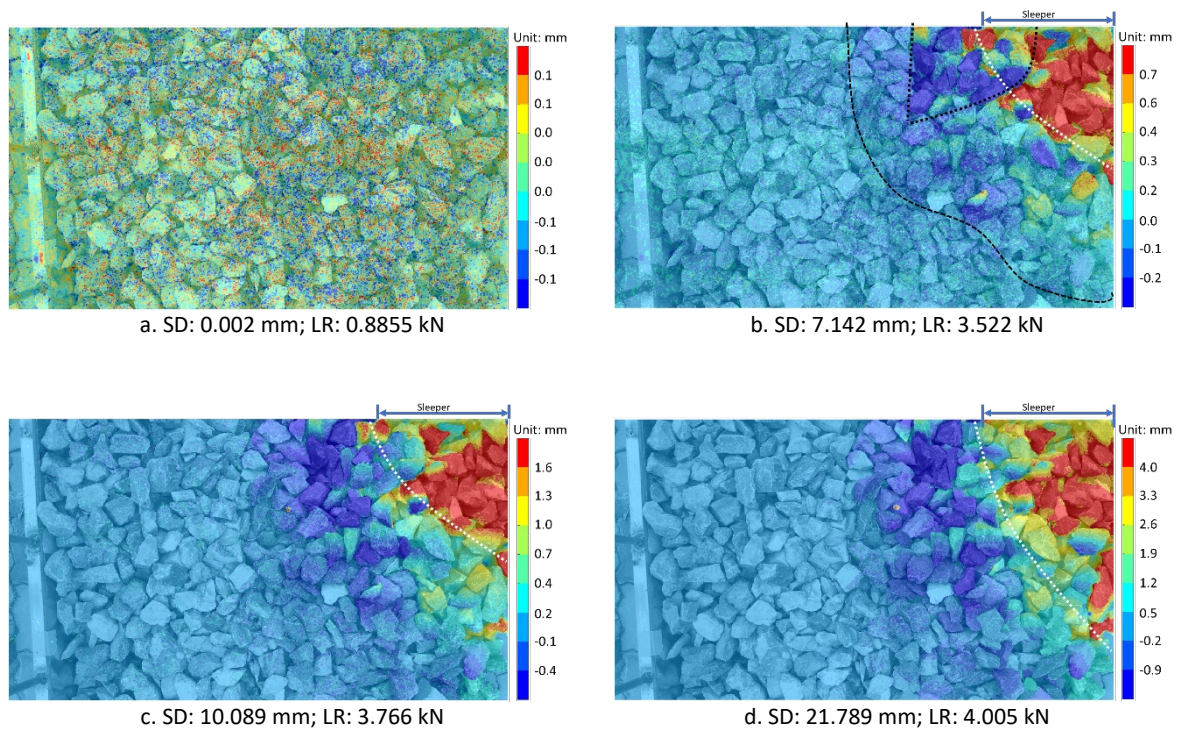 Unit: mm
0.1
0.1
0.0
0.0
0.0
-0.1
-0.1
-0.1
a. SD: 0.002 mm; LR: 0.8855 kN
Sleeper
Unit: mm
0.7
0.6
0.4
0.3
0.2
0.0
-0.1
-0.2
b. SD: 7.142 mm; LR: 3.522 kN
Sleeper
Unit: mm
1.6
1.3
1.0
0.7
0.4
0.2
-0.1
-0.4
c. SD: 10.089 mm; LR: 3.766 kN
Sleeper
Unit: mm
4.0
3.3
2.6
1.9
1.2
0.5
-0.2
-0.9
d. SD: 21.789 mm; LR: 4.005 kN